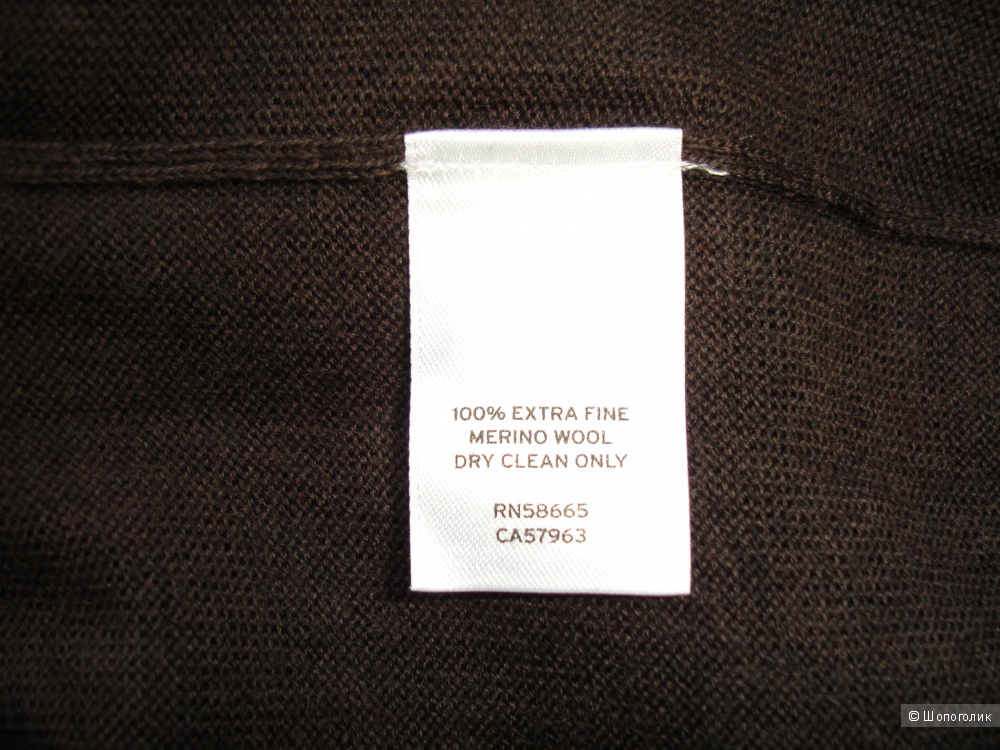 100% EXTRA FINE
MERINO WOOL
DRY CLEAN ONLY
RN58665
CA57963
© Шопоголик